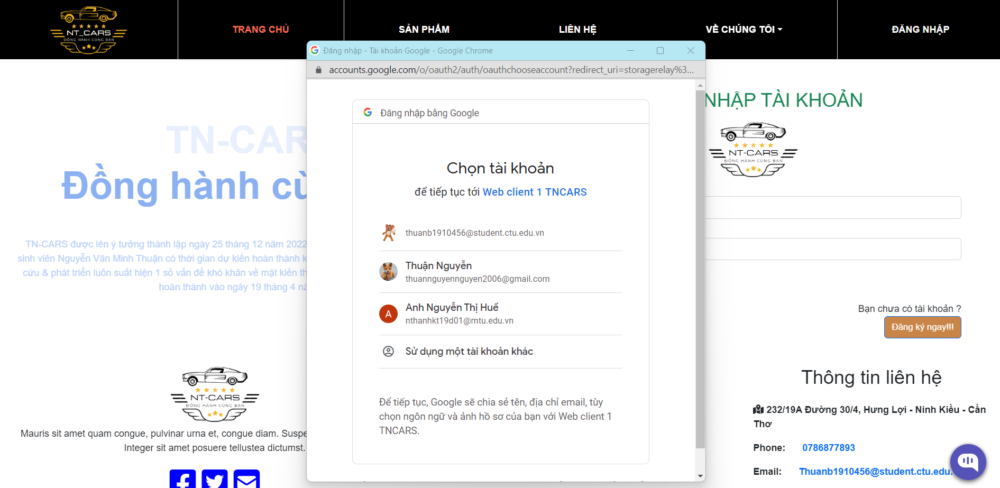 NT_CARS
ĐỒNG HÀNH CÙNG BẠN
TRANG CHỦ
SẢN PHẨM
LIÊN HỆ
VỀ CHÚNG TÔI
ĐĂNG NHẬP
Đăng nhập - Tài khoản Google - Google Chrome
accounts.google.com/o/oauth2/auth/oauthchooseaccount?redirect_uri=storagerelay%3...
Đăng nhập bằng Google
Chọn tài khoản
để tiếp tục tới Web client 1 TNCARS
thuanb1910456@student.ctu.edu.vn
Thuận Nguyễn
thuannguyennguyen2006@gmail.com
A
Anh Nguyễn Thị Huế
nthanhkt19d01@mtu.edu.vn
Sử dụng một tài khoản khác
Để tiếp tục, Google sẽ chia sẻ tên, địa chỉ email, tùy
chọn ngôn ngữ và ảnh hồ sơ của bạn với Web client 1
TNCARS.
TN-CAR
Đồng hành cù
TN-CARS được lên ý tưởng thành lập ngày 25 tháng 12 năm 2022
sinh viên Nguyễn Văn Minh Thuận có thời gian dự kiến hoàn thành k
cứu & phát triển luôn suất hiện 1 số vấn đề khó khăn về mặt kiến th
hoàn thành vào ngày 19 tháng 4 nă
NT-CARS
ĐỒNG HÀNH CÙNG BẠN
Mauris sit amet quam congue, pulvinar urna et, congue diam. Suspe
Integer sit amet posuere tellustea dictumst.
NHẬP TÀI KHOẢN
NT-CARS
ĐỒNG HÀNH CÙNG BẠN
Bạn chưa có tài khoản ?
Đăng ký ngay!!!
Thông tin liên hệ
232/19A Đường 30/4, Hưng Lợi - Ninh Kiều - Cần
Thơ
Phone: 0786877893
Email: Thuanb1910456@student.ctu.edu.